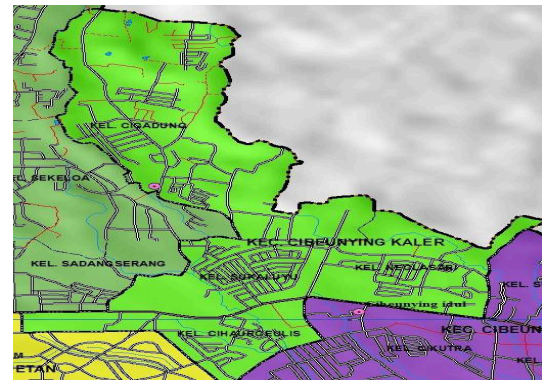 KEL. CIGADUNG
EL. SEKELOA
KEC. CIBEUNYING KALER
KEL. SADANGSERANG
KEL. NEGLASARI
KEL. SUKALUYU
KEL. S
Cibeunying idul
KEC. CIBEUN
KEL. CIHAURGEULIS
KEL. CIKUTRA
M
ETAN
KEL.